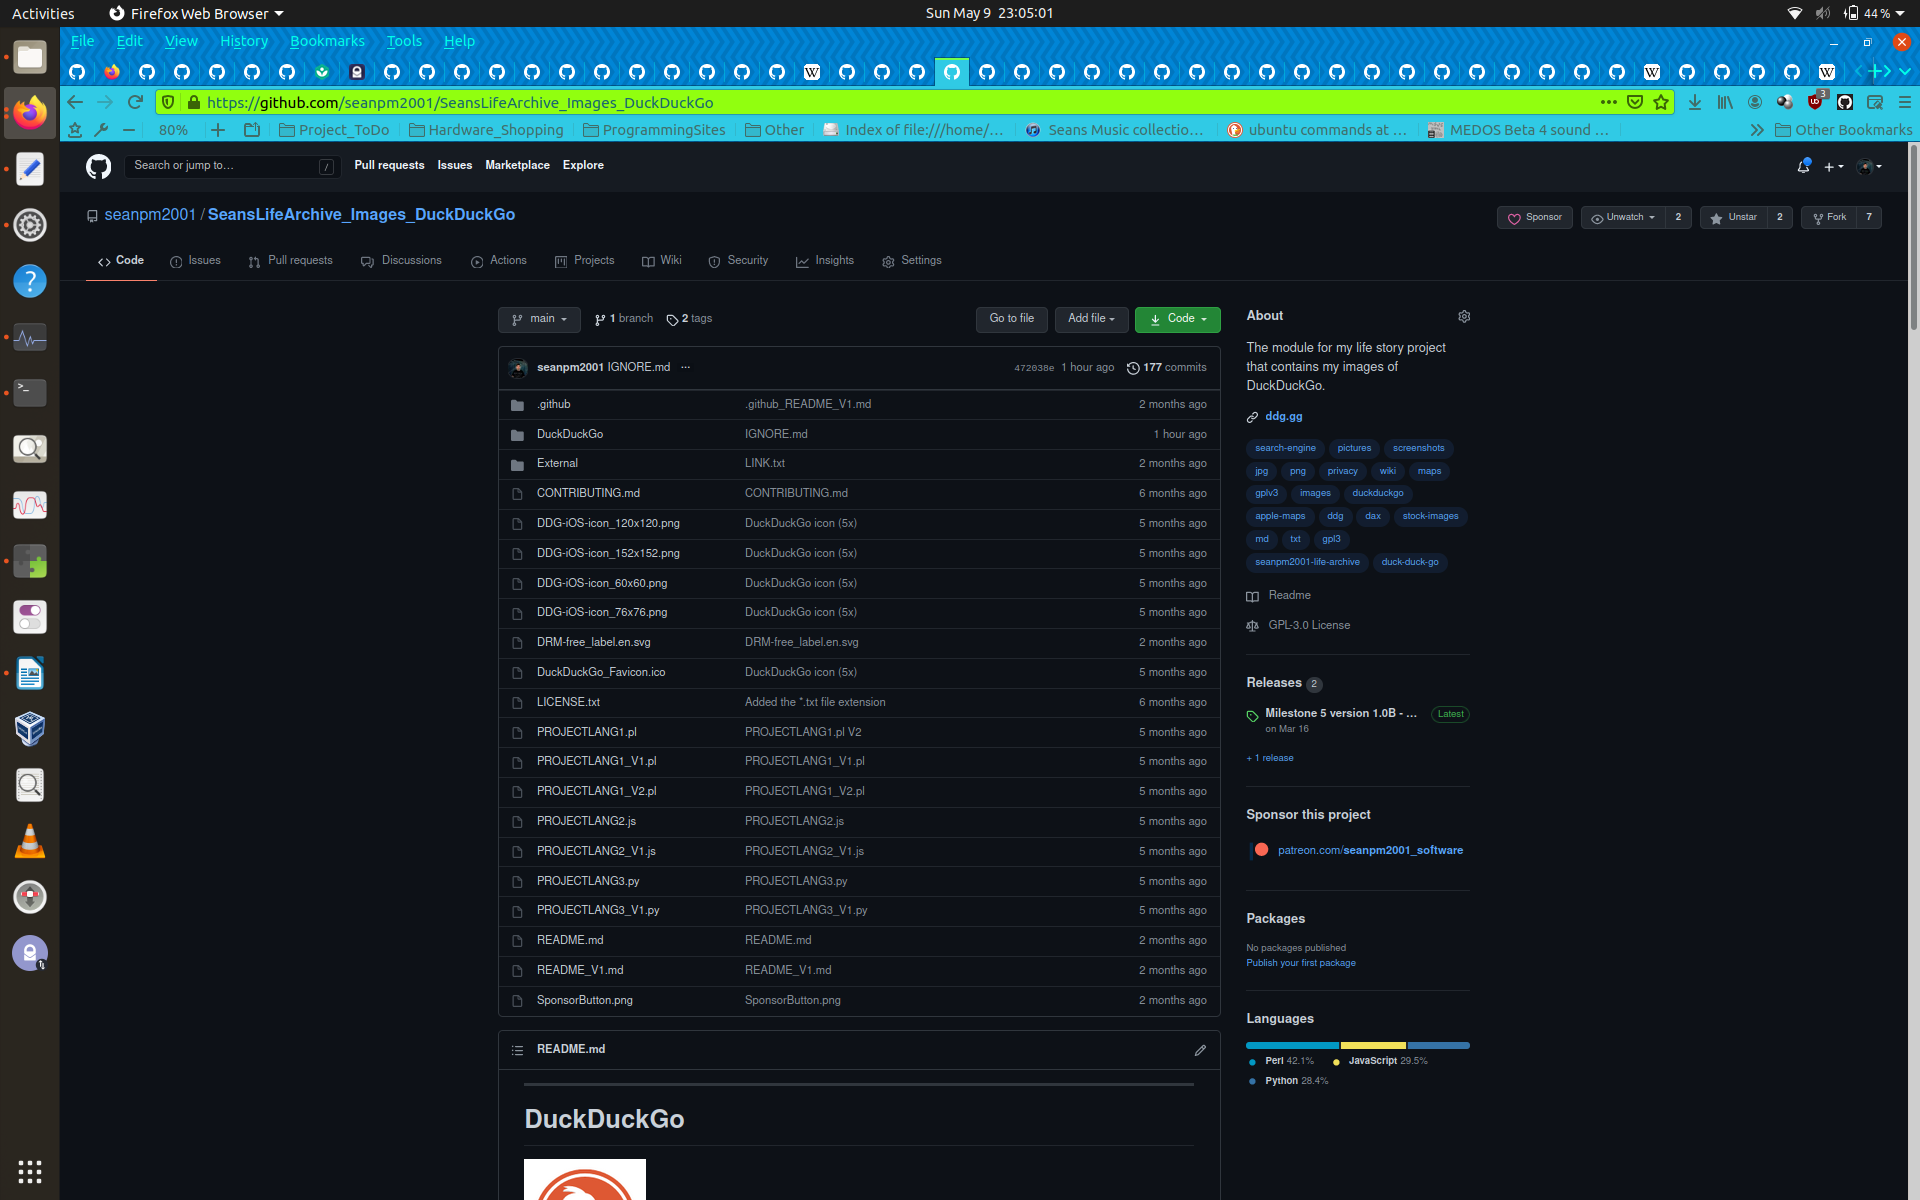 Activities Firefox Web Browser Sun May 9 23:05:01 44 %
File Edit View History Bookmarks Tools Help
https://github.com/seanpm2001/SeansLifeArchive_Images_DuckDuckGo 3
80% Project_ToDo Hardware_Shopping ProgrammingSites Other Index of file:///home/... Seans Music collectio... ubuntu commands at ... MEDOS Beta 4 sound ... Other Bookmarks
Search or jump to... / Pull requests Issues Marketplace Explore
seanpm2001 / SeansLifeArchive_Images_DuckDuckGo Sponsor Unwatch 2 Unstar 2 Fork 7
Code Issues Pull requests Discussions Actions Projects Wiki Security Insights Settings
main 1 branch 2 tags Go to file Add file Code
seanpm2001 IGNORE.md ... 472038e 1 hour ago 177 commits
.github .github_README_V1.md 2 months ago
DuckDuckGo IGNORE.md 1 hour ago
External LINK.txt 2 months ago
CONTRIBUTING.md CONTRIBUTING.md 6 months ago
DDG-iOS-icon_120x120.png DuckDuckGo icon (5x) 5 months ago
DDG-iOS-icon_152x152.png DuckDuckGo icon (5x) 5 months ago
DDG-iOS-icon_60x60.png DuckDuckGo icon (5x) 5 months ago
DDG-iOS-icon_76x76.png DuckDuckGo icon (5x) 5 months ago
DRM-free_label.en.svg DRM-free_label.en.svg 2 months ago
DuckDuckGo_Favicon.ico DuckDuckGo icon (5x) 5 months ago
LICENSE.txt Added the *.txt file extension 6 months ago
PROJECTLANG1.pl PROJECTLANG1.pl V2 5 months ago
PROJECTLANG1_V1.pl PROJECTLANG1_V1.pl 5 months ago
PROJECTLANG1_V2.pl PROJECTLANG1_V2.pl 5 months ago
PROJECTLANG2.js PROJECTLANG2.js 5 months ago
PROJECTLANG2_V1.js PROJECTLANG2_V1.js 5 months ago
PROJECTLANG3.py PROJECTLANG3.py 5 months ago
PROJECTLANG3_V1.py PROJECTLANG3_V1.py 5 months ago
README.md README.md 2 months ago
README_V1.md README_V1.md 2 months ago
SponsorButton.png SponsorButton.png 2 months ago
README.md
DuckDuckGo
About
The module for my life story project
that contains my images of
DuckDuckGo.
ddg.gg
search-engine pictures screenshots
jpg png privacy wiki maps
gplv3 images duckduckgo
apple-maps ddg dax stock-images
md txt gpl3
seanpm2001-life-archive duck-duck-go
Readme
GPL-3.0 License
Releases 2
Milestone 5 version 1.0B - ... Latest
on Mar 16
+ 1 release
Sponsor this project
patreon.com/seanpm2001_software
Packages
No packages published
Publish your first package
Languages
Perl 42.1% JavaScript 29.5%
Python 28.4%